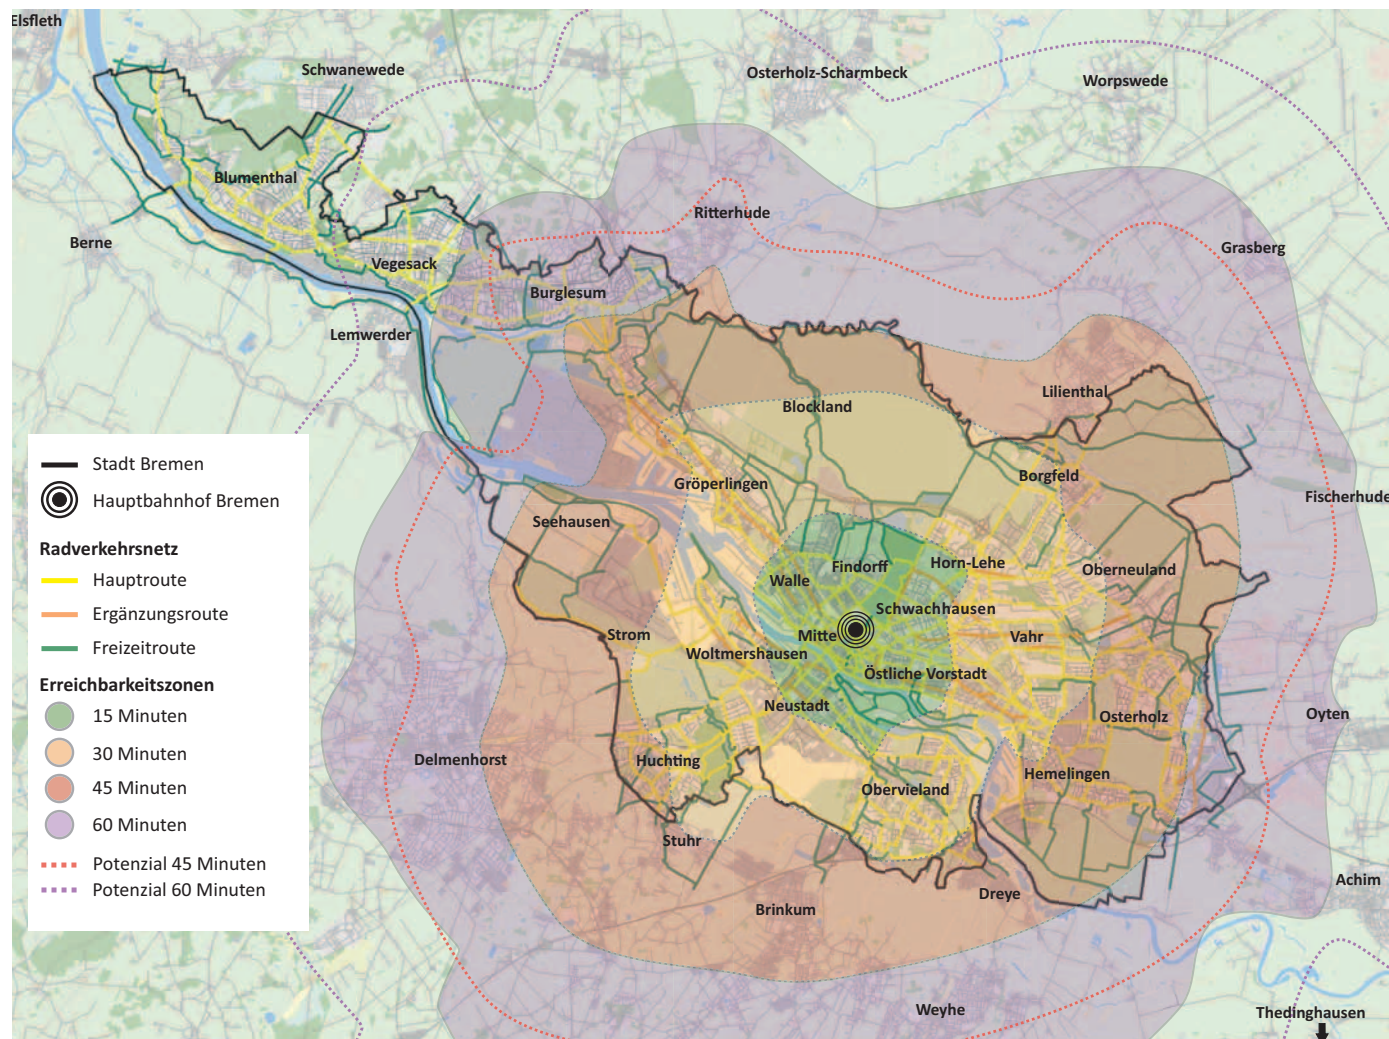 Elsfleth
Schwanewede
Osterholz-Scharmbeck
Worpswede
Blumenthal
Ritterhude
Berne
Grasberg
Vegesack
Burglesum
Lemwerder
Lilienthal
Blockland
Stadt Bremen
Borgfeld
Gröperlingen
Hauptbahnhof Bremen
Fischerhude
Seehausen
Radverkehrsnetz
Findorff
Horn-Lehe
Oberneuland
Hauptroute
Walle
Ergänzungsroute
Schwachhausen
Strom
Mitte
Vahr
Freizeitroute
Woltmershausen
Östliche Vorstadt
Erreichbarkeitszonen
Neustadt
15 Minuten
Osterholz
Oyten
30 Minuten
Delmenhorst
Huchting
Hemelingen
45 Minuten
Obervieland
60 Minuten
Stuhr
Potenzial 45 Minuten
Achim
Potenzial 60 Minuten
Dreye
Brinkum
Weyhe
Thedinghausen